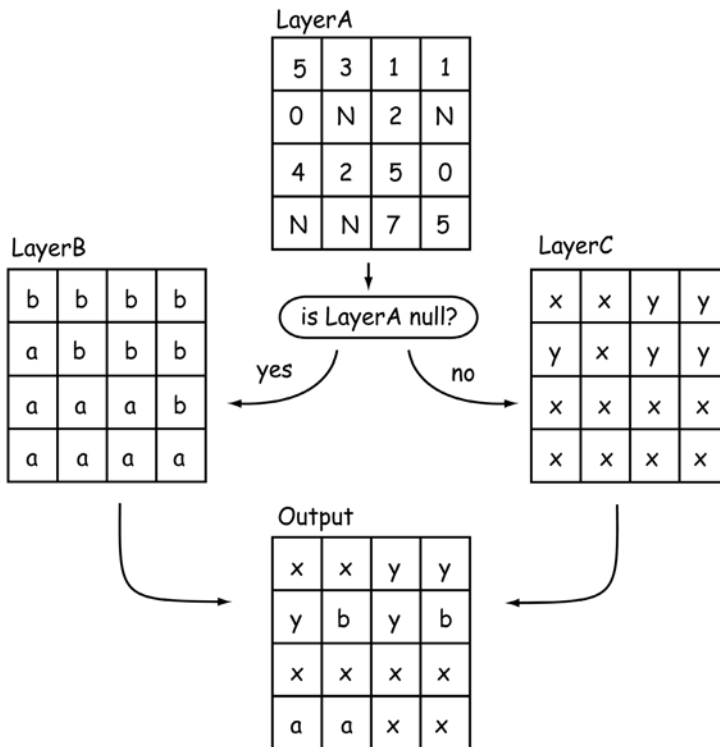 LayerA
5 3 1 1
0 N 2 N
4 2 5 0
N N 7 5
is LayerA null?
yes
no
LayerB
b b b b
a b b b
a a a b
a a a a
LayerC
x x y y
y x y y
x x x x
x x x x
Output
x x y y
y b y b
x x x x
a a x x